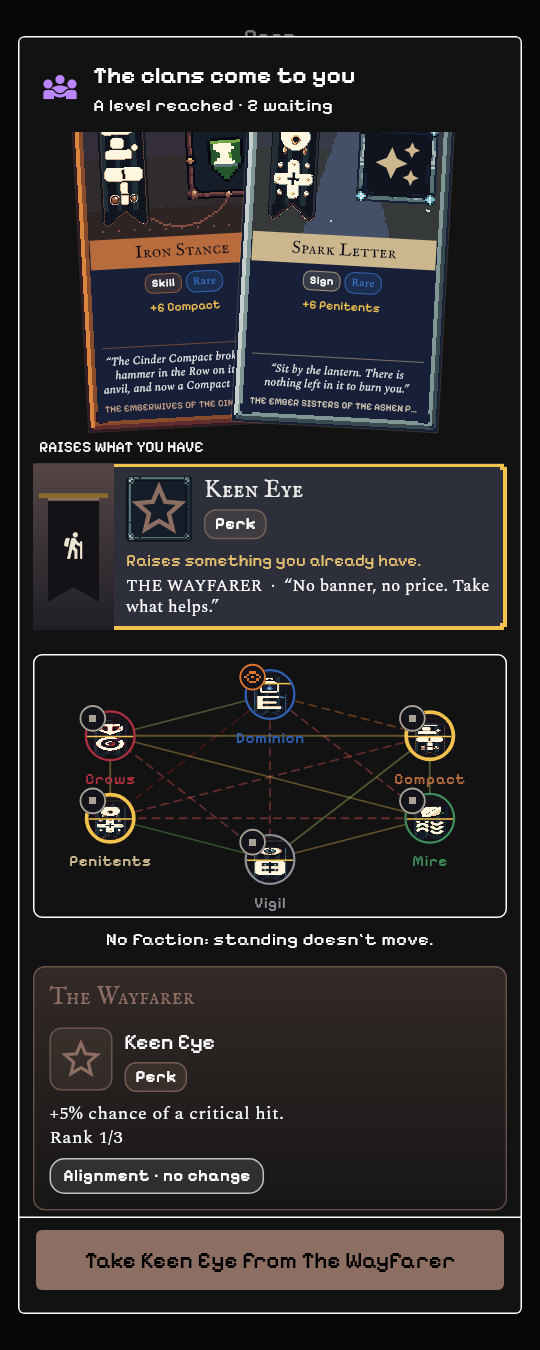 The clans come to you
A level reached · 2 waiting
Iron Stance
Skill
Rare
+6 Compact
"The Cinder Compact brok
hammer in the Row on it
anvil, and now a Compact
THE EMBERWIVES OF THE CIN
Spark Letter
Sign
Rare
+6 Penitents
"Sit by the lantern. There is
nothing left in it to burn you."
THE EMBER SISTERS OF THE ASHEN P...
RAISES WHAT YOU HAVE
Keen Eye
Perk
Raises something you already have.
THE WAYFARER · "No banner, no price. Take
what helps."
Dominion
Crows
Compact
Penitents
Mire
Vigil
No Faction: standing doesn't move.
The Wayfarer
Keen Eye
Perk
+5% chance of a critical hit.
Rank 1/3
Alignment · no change
Take Keen Eye From The Wayfarer